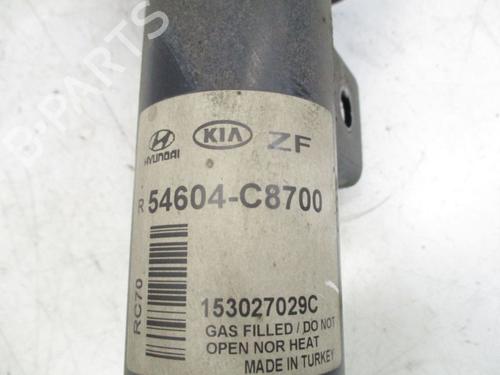 HYUNDAI KIA ZF
R 54604-C8700
RC70
153027029C
GAS FILLED / DO NOT
OPEN NOR HEAT
MADE IN TURKEY
B-PARTS